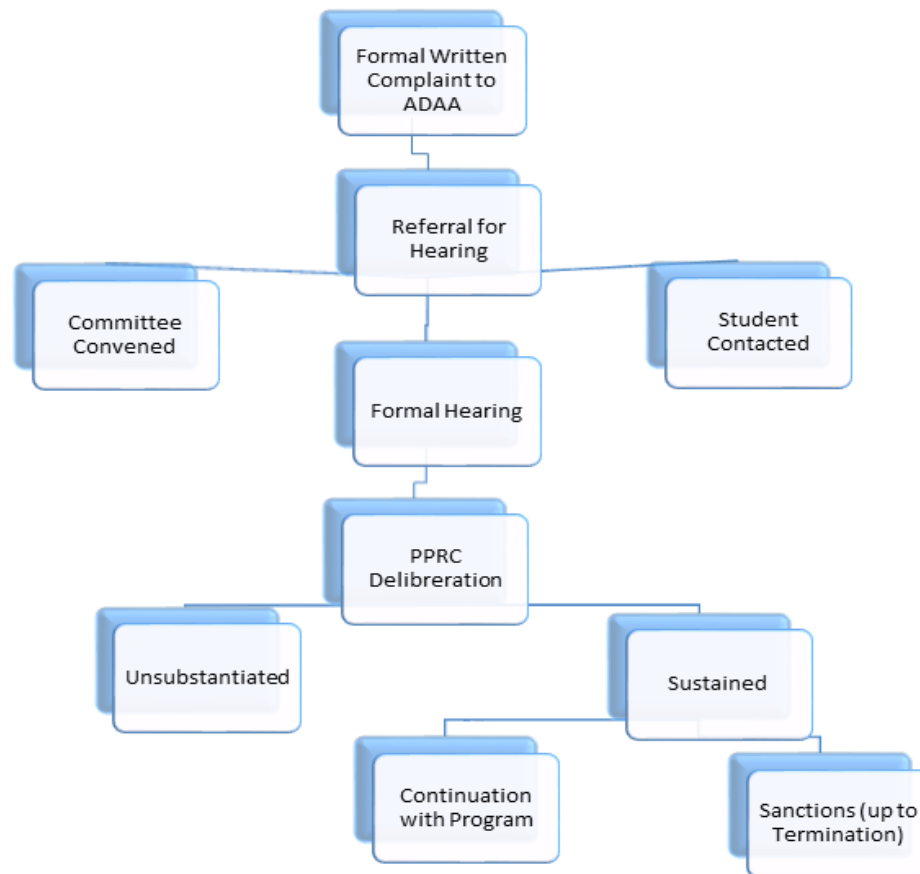 Formal Written
Complaint to
ADAA
Referral for
Hearing
Committee
Convened
Student
Contacted
Formal Hearing
PPRC
Delibreration
Unsubstantiated
Sustained
Continuation
with Program
Sanctions (up to
Termination)